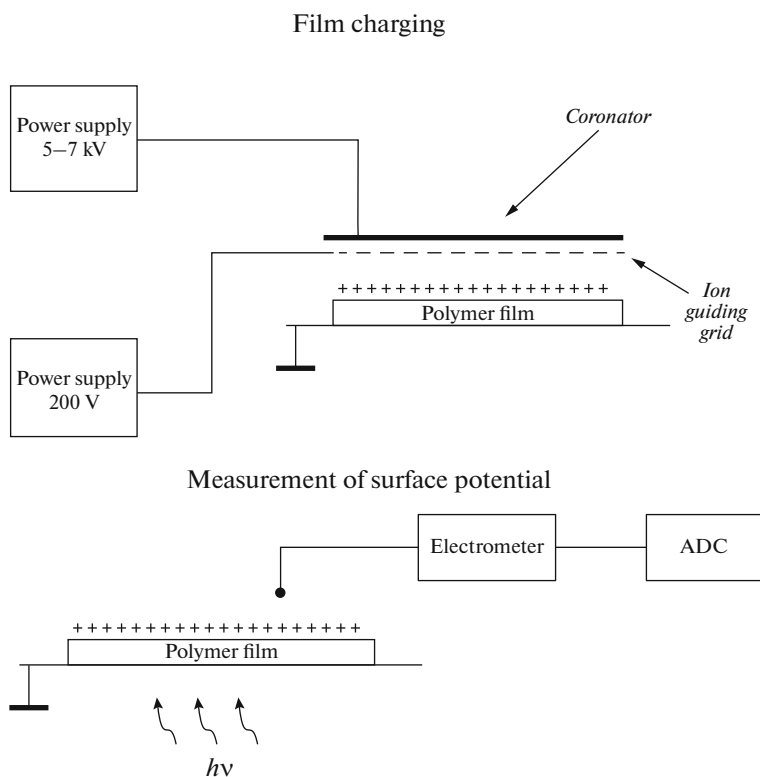 Film charging
Power supply
5–7 kV
Coronator
+ + + + + + + + + + + + + + + + + + +
Polymer film
Ion
guiding
grid
Power supply
200 V
Measurement of surface potential
Electrometer
ADC
+ + + + + + + + + + + + + + + + + + + +
Polymer film
hν